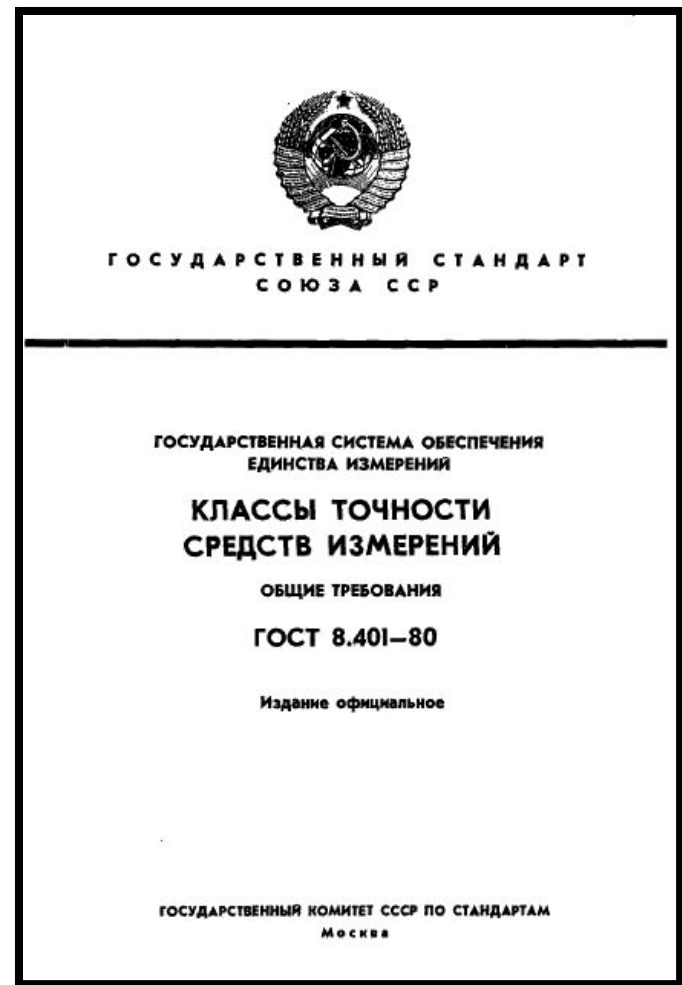 ГОСУДАРСТВЕННЫЙ СТАНДАРТ
СОЮЗА ССР
ГОСУДАРСТВЕННАЯ СИСТЕМА ОБЕСПЕЧЕНИЯ
ЕДИНСТВА ИЗМЕРЕНИЙ
КЛАССЫ ТОЧНОСТИ
СРЕДСТВ ИЗМЕРЕНИЙ
ОБЩИЕ ТРЕБОВАНИЯ
ГОСТ 8.401—80
Издание официальное
ГОСУДАРСТВЕННЫЙ КОМИТЕТ СССР ПО СТАНДАРТАМ
Москва